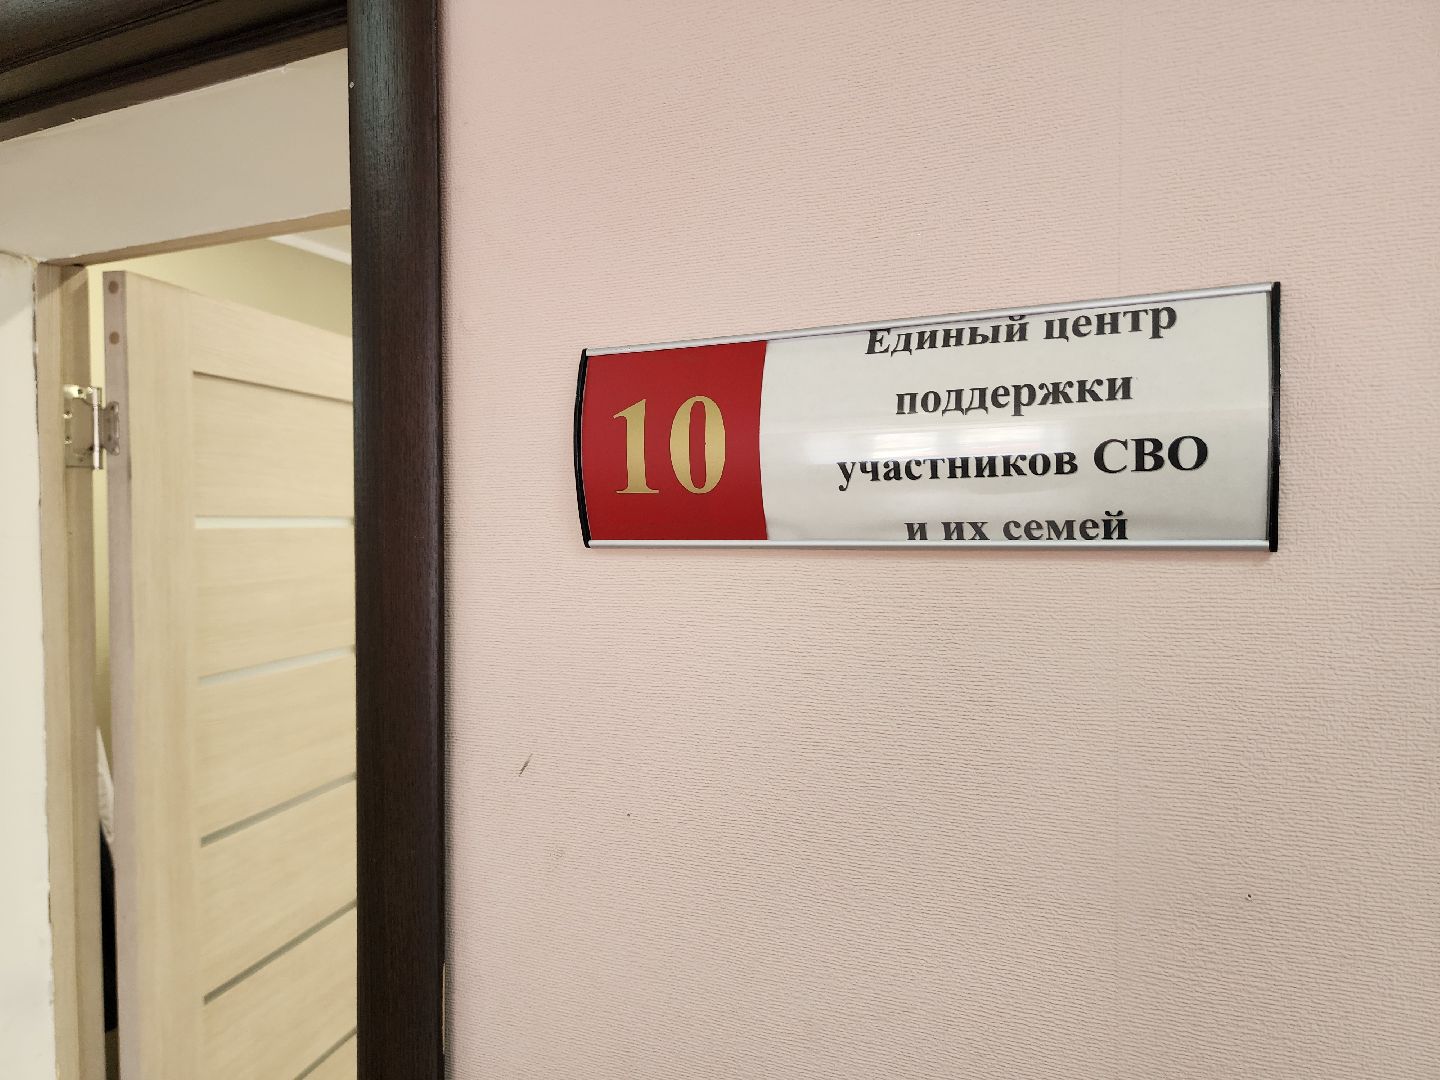 10
Единый центр
поддержки
участников СВО
и их семей